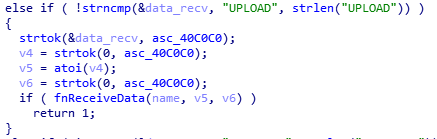 else if ( !strncmp(&data_recv, "UPLOAD", strlen("UPLOAD")) )
{
strtok(&data_recv, asc_40C0C0);
v4 = strtok(0, asc_40C0C0);
v5 = atoi(v4);
v6 = strtok(0, asc_40C0C0);
if ( fnReceiveData(name, v5, v6) )
return 1;
}